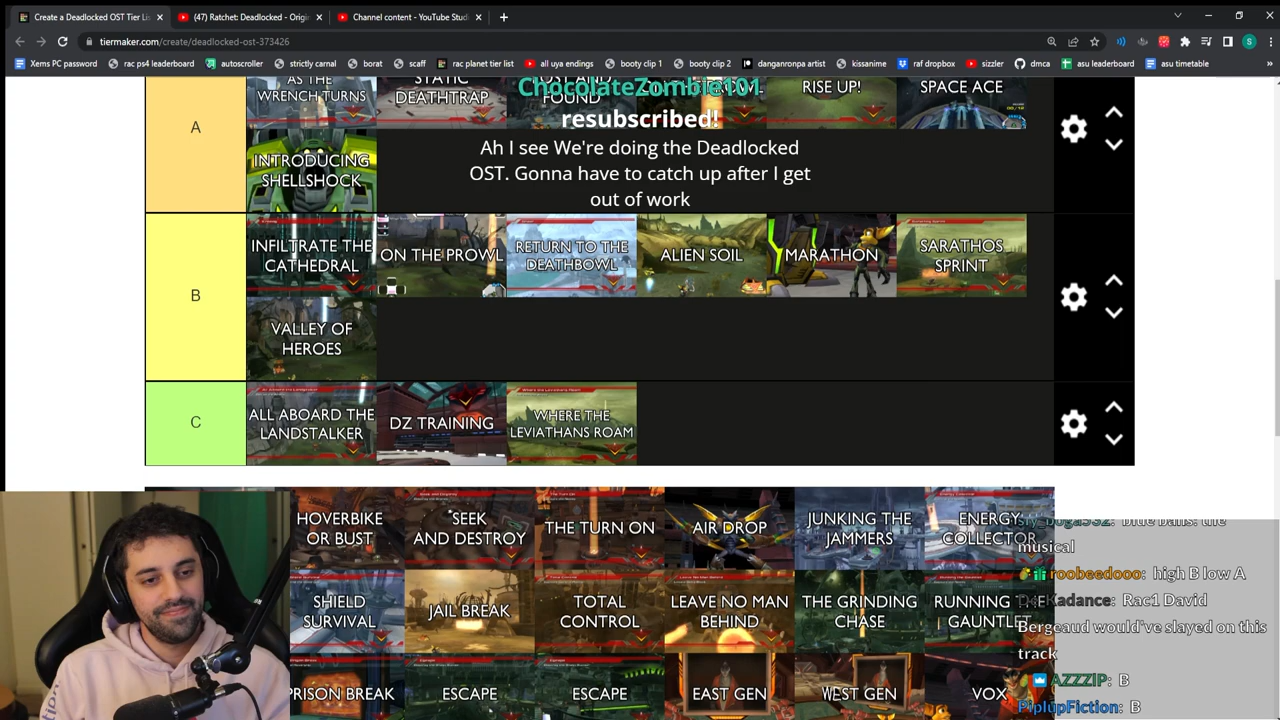 Create a Deadlocked OST Tier Lis
(47) Ratchet: Deadlocked - Origi
Channel content - YouTube Stud
tiermaker.com/create/deadlocked-ost-373426
S
Xems PC password
rac ps4 leaderboard
autoscroller
strictly carnal
borat
scaff
all uya endings
booty clip 1
booty clip 2
danganronpa artist
kissanime
raf dropbox
sizzler
dmca
asu leaderboard
asu timetable
rac planet tier list
A
AS THE
WRENCH TURNS
STATIC
DEATHTRAP
LOST AND
FOUND
RISE UP!
SPACE ACE
ChocolateZombie101
resubscribed!
Ah I see We're doing the Deadlocked
OST. Gonna have to catch up after I get
out of work
INTRODUCING
SHELLSHOCK
B
INFILTRATE THE
CATHEDRAL
ON THE PROWL
RETURN TO THE
DEATHBOWL
ALIEN SOIL
MARATHON
SARATHOS
SPRINT
VALLEY OF
HEROES
C
ALL ABOARD THE
LANDSTALKER
DZ TRAINING
WHERE THE
LEVIATHANS ROAM
HOVERBIKE
OR BUST
SEEK
AND DESTROY
THE TURN ON
AIR DROP
JUNKING THE
JAMMERS
ENERGY
COLLECTOR
SHIELD
SURVIVAL
JAIL BREAK
TOTAL
CONTROL
LEAVE NO MAN
BEHIND
THE GRINDING
CHASE
RUNNING THE
GAUNTLET
PRISON BREAK
ESCAPE
ESCAPE
EAST GEN
WEST GEN
VOX
blue balls: the
musical
roobeedooo: high B low A
Kadance: Rac1 David
Bergeaud would've slayed on this
track
AZZZIP: B
PiplupFiction: B